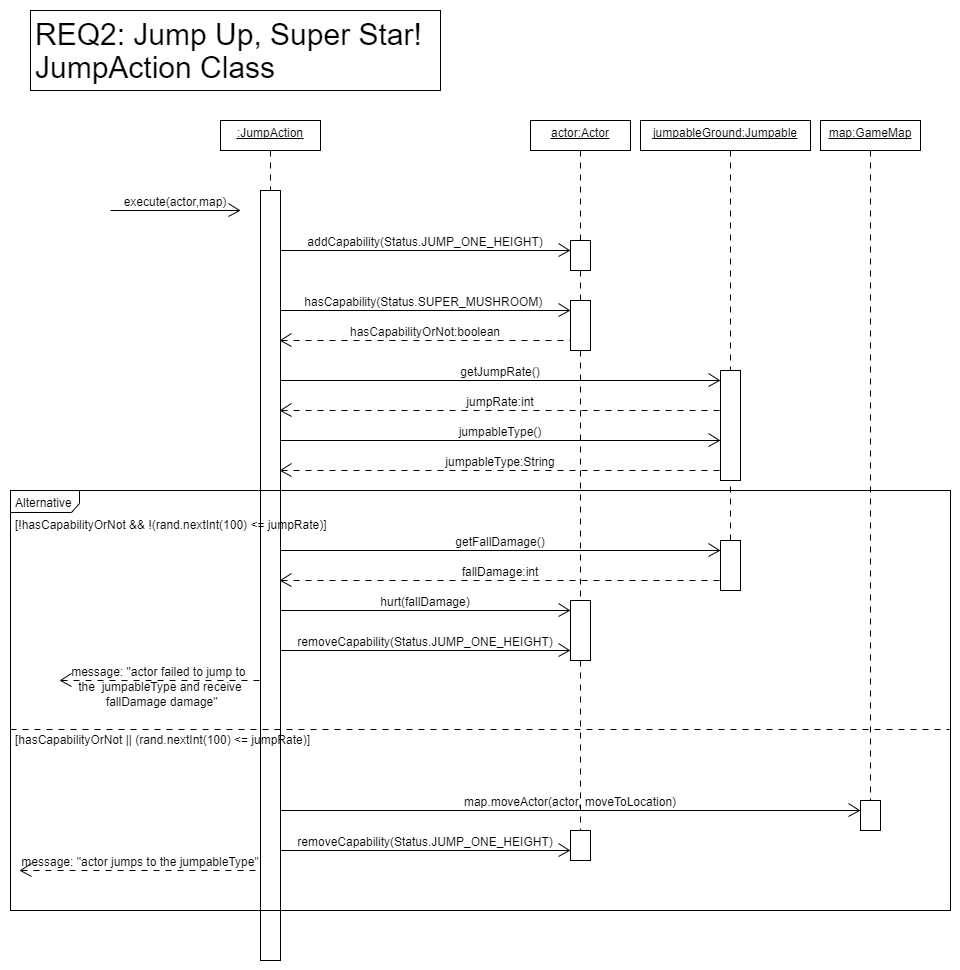 REQ2: Jump Up, Super Star!
JumpAction Class
:JumpAction
actor:Actor
jumpableGround:Jumpable
map:GameMap
execute(actor,map)
addCapability(Status.JUMP_ONE_HEIGHT)
hasCapability(Status.SUPER_MUSHROOM)
hasCapabilityOrNot:boolean
getJumpRate()
jumpRate:int
jumpableType()
jumpableType:String
Alternative
[!hasCapabilityOrNot && !(rand.nextInt(100) <= jumpRate)]
getFallDamage()
fallDamage:int
hurt(fallDamage)
removeCapability(Status.JUMP_ONE_HEIGHT)
message: "actor failed to jump to
the jumpableType and receive
fallDamage damage"
[hasCapabilityOrNot || (rand.nextInt(100) <= jumpRate)]
map.moveActor(actor, moveToLocation)
removeCapability(Status.JUMP_ONE_HEIGHT)
message: "actor jumps to the jumpableType"